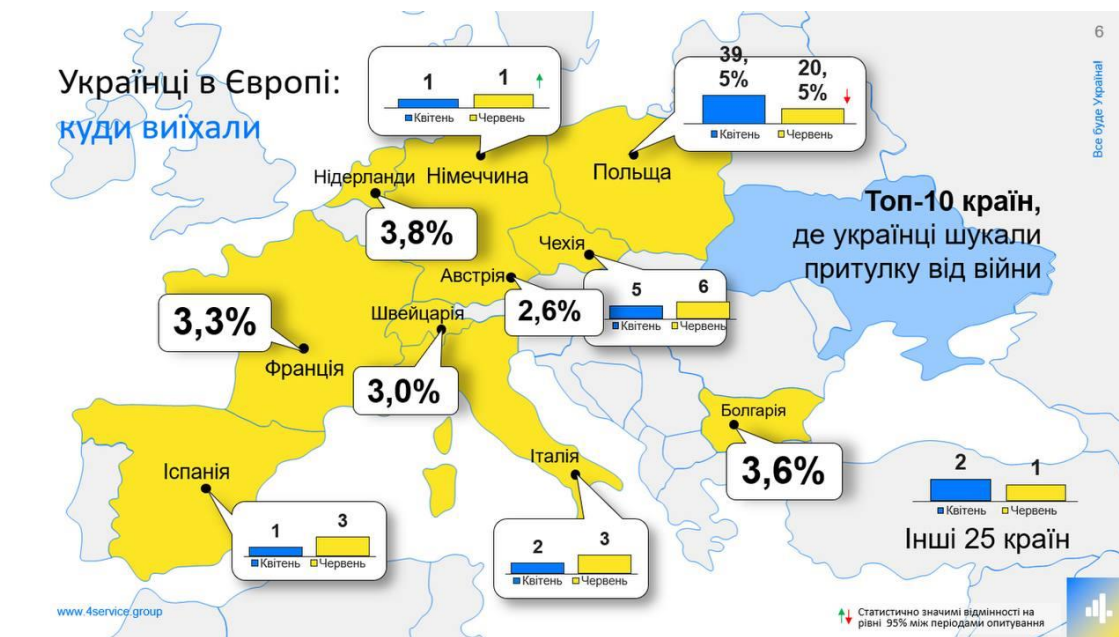 6
Все буде Україна!
Українці в Європі:
куди виїхали
1 1
Квітень Червень
39,
5%
20,
5%
Квітень Червень
Нідерланди
Німеччина
Польща
3,8%
Топ-10 країн,
де українці шукали
притулку від війни
Чехія
5 6
Квітень Червень
Австрія
2,6%
Швейцарія
3,0%
3,3%
Франція
Болгарія
3,6%
Іспанія
1 3
Квітень Червень
Італія
2 3
Квітень Червень
2 1
Квітень Червень
Інші 25 країн
www.4service.group
Статистично значимі відмінності на
рівні 95% між періодами опитування